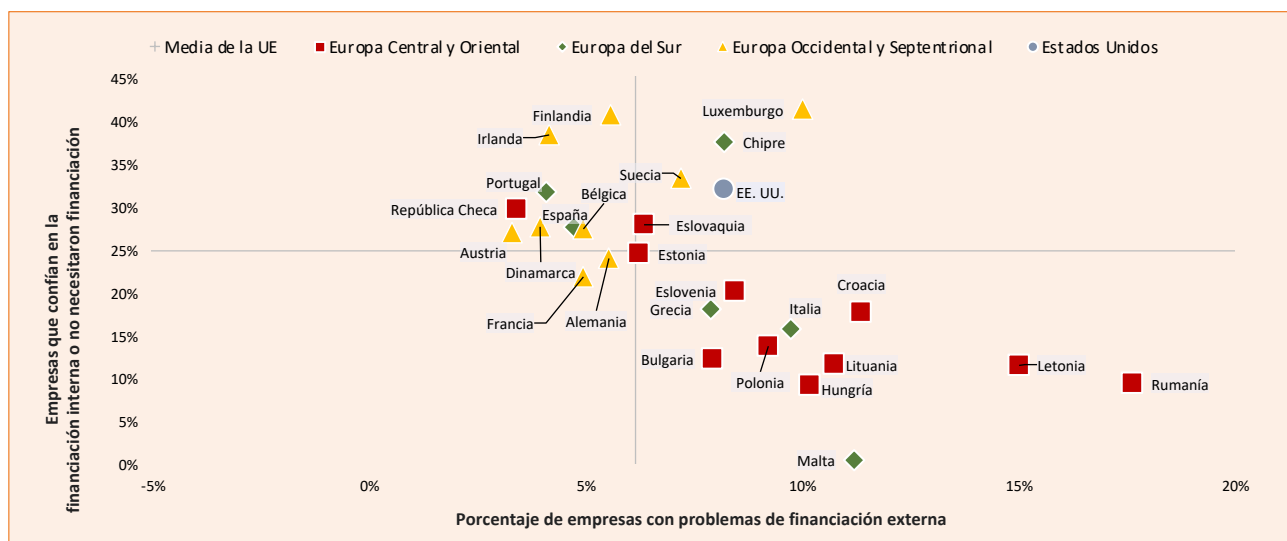 Media de la UE
Europa Central y Oriental
Europa del Sur
Europa Occidental y Septentrional
Estados Unidos
Empresas que confían en la
financiación interna o no necesitaron financiación
45%
40%
35%
30%
25%
20%
15%
10%
5%
0%
Finlandia
Luxemburgo
Irlanda
Chipre
Suecia
Portugal
Bélgica
EE. UU.
República Checa
España
Eslovaquia
Austria
Estonia
Dinamarca
Croacia
Eslovenia
Grecia
Italia
Francia
Alemania
Bulgaria
Polonia
Lituania
Letonia
Hungría
Rumanía
Malta
-5%
0%
5%
10%
15%
20%
Porcentaje de empresas con problemas de financiación externa